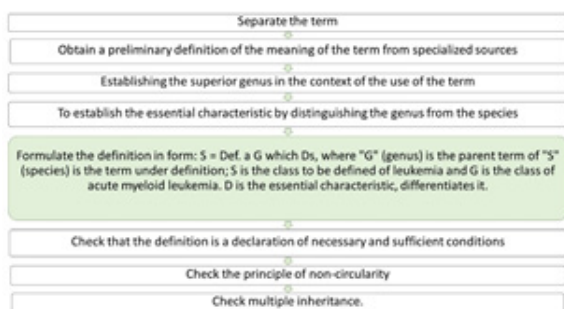 Separate the term
Obtain a preliminary definition of the meaning of the term from specialized sources
Establishing the superior genus in the context of the use of the term
To establish the essential characteristic by distinguishing the genus from the species
Formulate the definition in form: S = Def. a G which Ds, where "G" (genus) is the parent term of "S"
(species) is the term under definition; S is the class to be defined of leukemia and G is the class of
acute myeloid leukemia. D is the essential characteristic, differentiates it.
Check that the definition is a declaration of necessary and sufficient conditions
Check the principle of non-circularity
Check multiple inheritance.